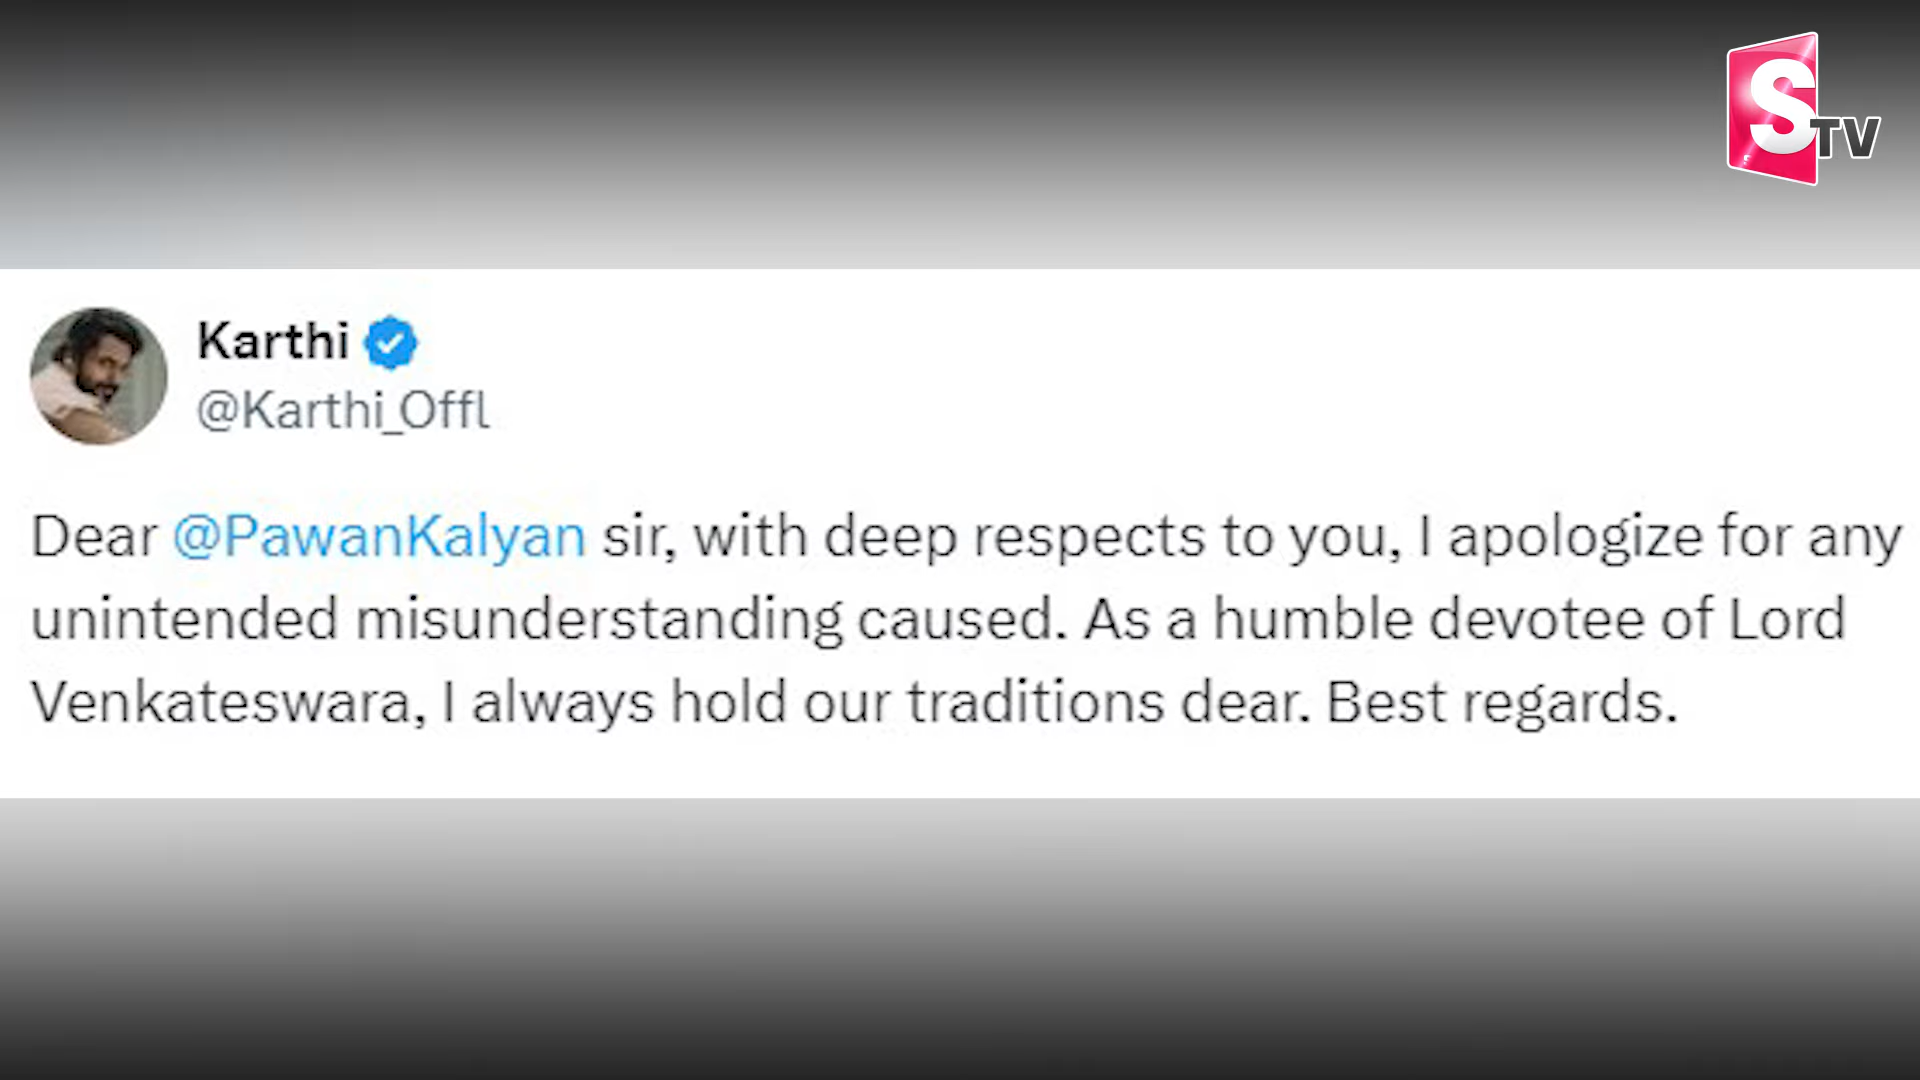 S TV
Karthi
@Karthi_Offl
Dear @PawanKalyan sir, with deep respects to you, I apologize for any
unintended misunderstanding caused. As a humble devotee of Lord
Venkateswara, I always hold our traditions dear. Best regards.